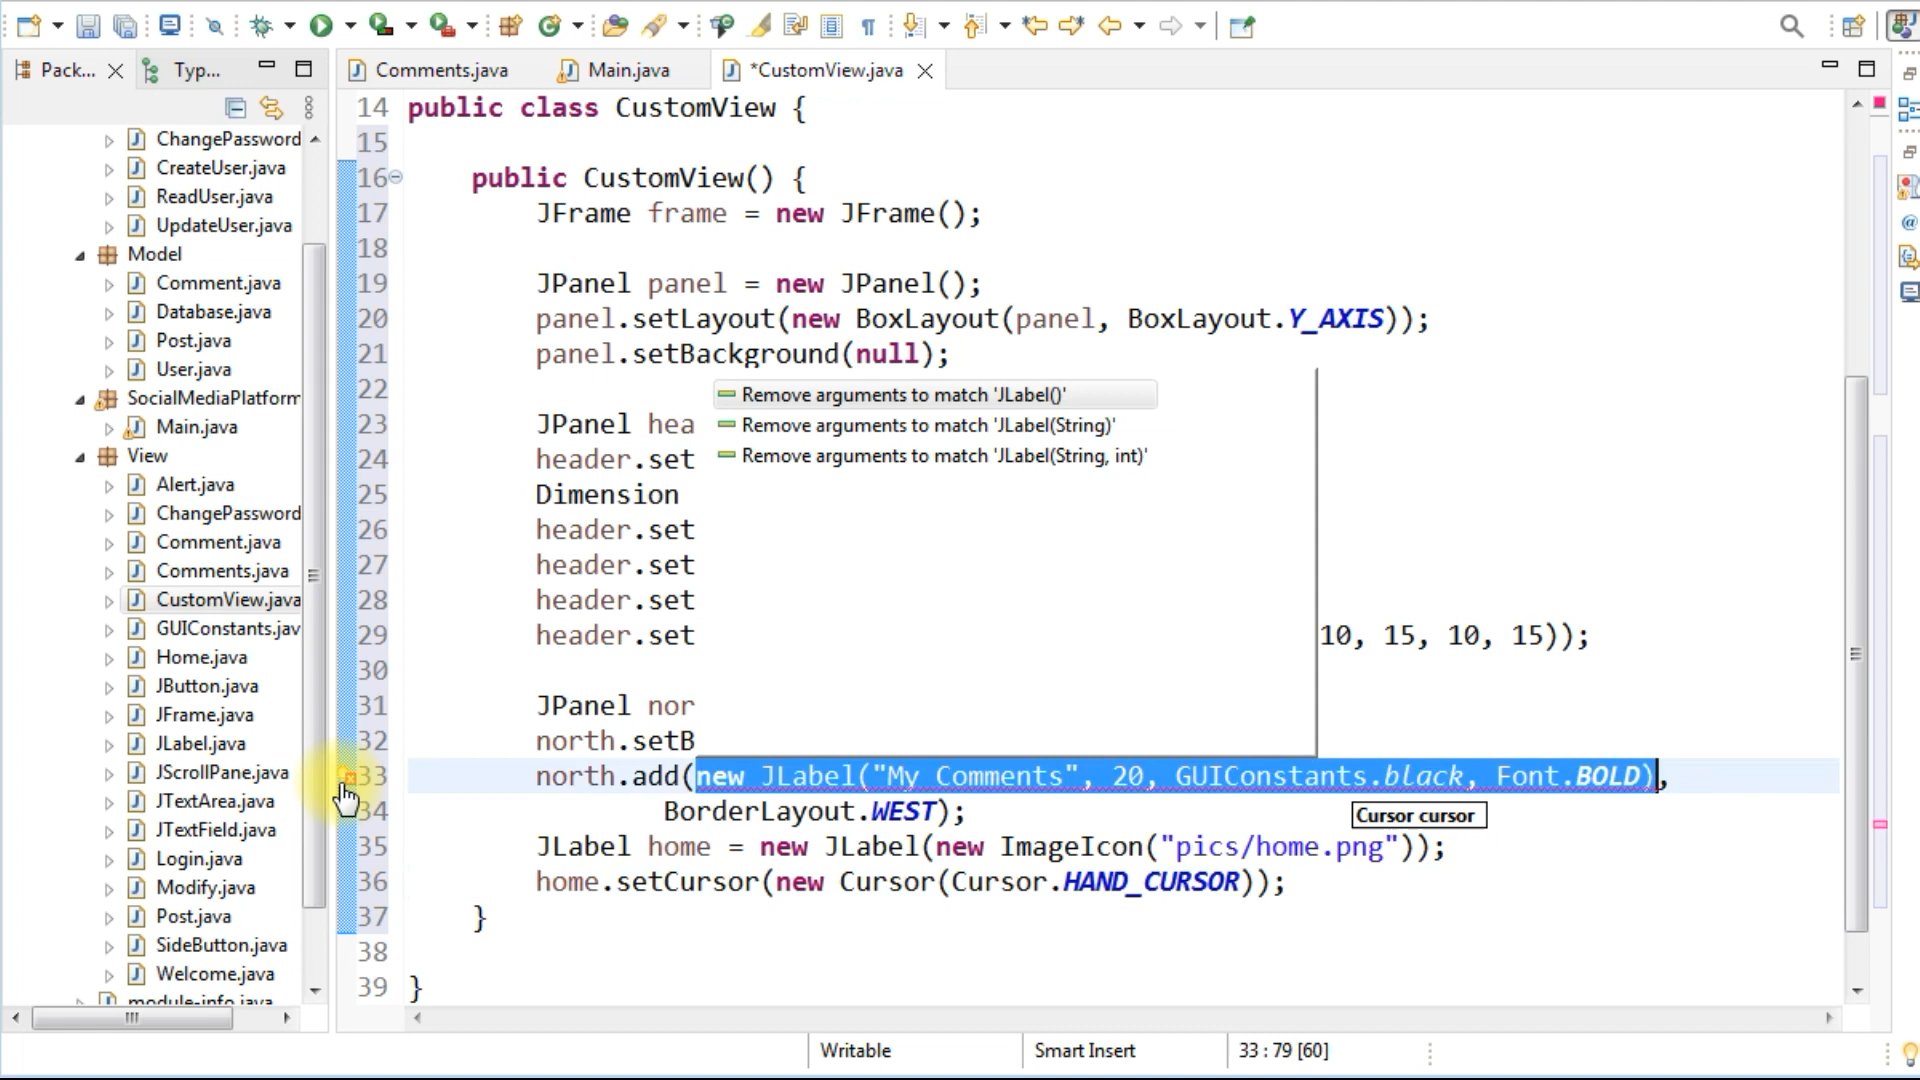 Pack...
Typ...
Comments.java
Main.java
*CustomView.java
ChangePassword
CreateUser.java
ReadUser.java
UpdateUser.java
Model
Comment.java
Database.java
Post.java
User.java
SocialMediaPlatform
Main.java
View
Alert.java
ChangePassword
Comment.java
Comments.java
CustomView.java
GUIConstants.jav
Home.java
JButton.java
JFrame.java
JLabel.java
JScrollPane.java
JTextArea.java
JTextField.java
Login.java
Modify.java
Post.java
SideButton.java
Welcome.java
module-info.java
14 public class CustomView {
15
16 public CustomView() {
17 JFrame frame = new JFrame();
18
19 JPanel panel = new JPanel();
20 panel.setLayout(new BoxLayout(panel, BoxLayout.Y_AXIS));
21 panel.setBackground(null);
22
Remove arguments to match 'JLabel()'
23 JPanel hea
Remove arguments to match 'JLabel(String)'
24 header.set
Remove arguments to match 'JLabel(String, int)'
25 Dimension
26 header.set
27 header.set
28 header.set
29 header.set 10, 15, 10, 15));
30
31 JPanel nor
32 north.setB
33 north.add(new JLabel("My Comments", 20, GUIConstants.black, Font.BOLD),
34 BorderLayout.WEST);
Cursor cursor
35 JLabel home = new JLabel(new ImageIcon("pics/home.png"));
36 home.setCursor(new Cursor(Cursor.HAND_CURSOR));
37 }
38
39 }
Writable
Smart Insert
33 : 79 [60]